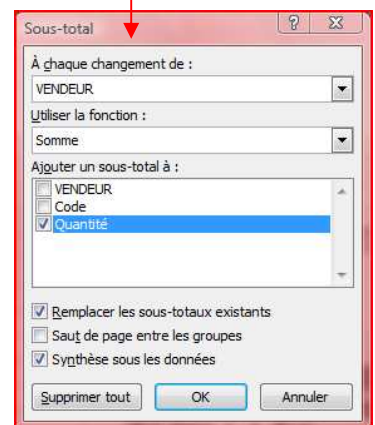 Sous-total
À chaque changement de :
VENDEUR
Utiliser la fonction :
Somme
Ajouter un sous-total à :
VENDEUR
Code
Quantité
Remplacer les sous-totaux existants
Saut de page entre les groupes
Synthèse sous les données
Supprimer tout OK Annuler